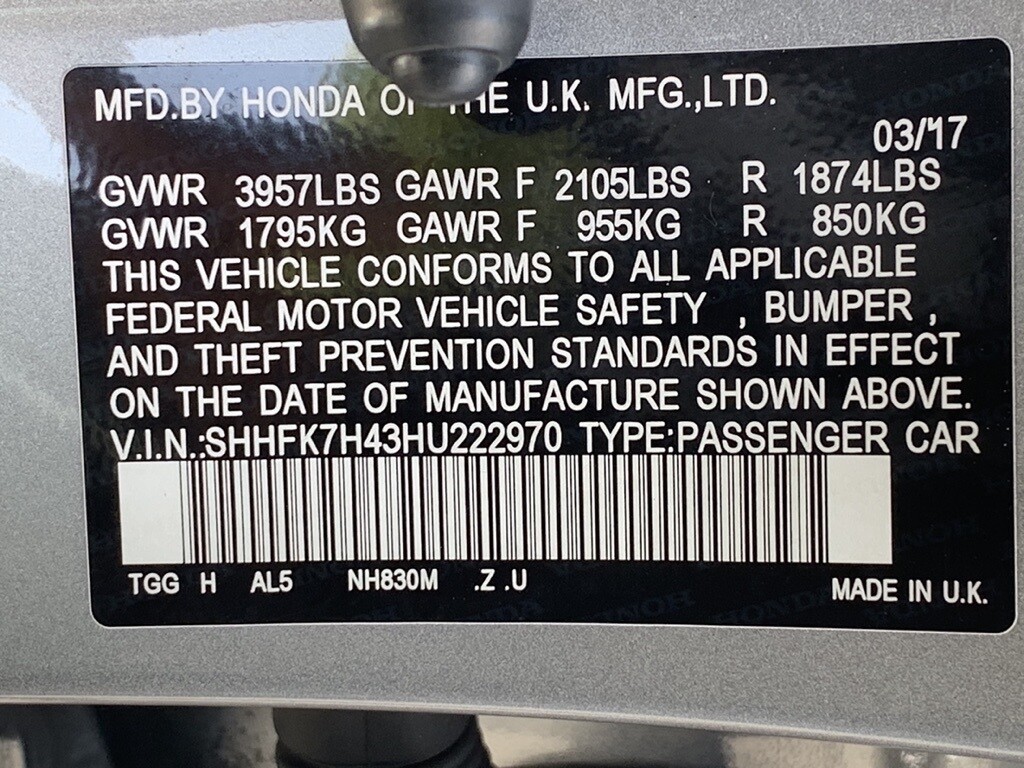 MFD.BY HONDA OF THE U.K. MFG.,LTD.
03/'17
GVWR 3957LBS GAWR F 2105LBS R 1874LBS
GVWR 1795KG GAWR F 955KG R 850KG
THIS VEHICLE CONFORMS TO ALL APPLICABLE
FEDERAL MOTOR VEHICLE SAFETY , BUMPER ,
AND THEFT PREVENTION STANDARDS IN EFFECT
ON THE DATE OF MANUFACTURE SHOWN ABOVE.
V.I.N.:SHHFK7H43HU222970 TYPE:PASSENGER CAR
TGG H AL5 NH830M .Z .U
MADE IN U.K.